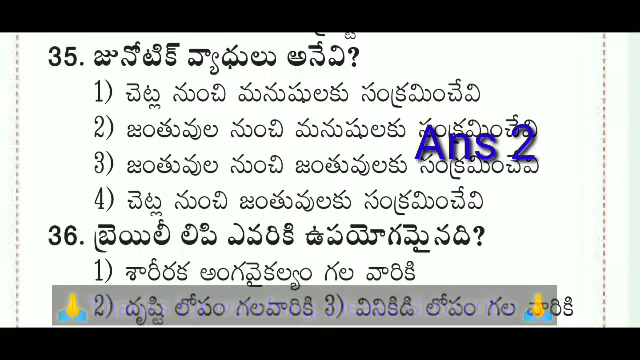 35. జునోటిక్ వ్యాధులు అనేవి?
1) చెట్ల నుంచి మనుషులకు సంక్రమించేవి
2) జంతువుల నుంచి మనుషులకు సంక్రమించేవి
Ans 2
3) జంతువుల నుంచి జంతువులకు సంక్రమించేవి
4) చెట్ల నుంచి జంతువులకు సంక్రమించేవి
36. బ్రెయిలీ లిపి ఎవరికి ఉపయోగమైనది?
1) శారీరక అంగవైకల్యం గల వారికి
2) దృష్టి లోపం గలవారికి 3) వినికిడి లోపం గల వారికి